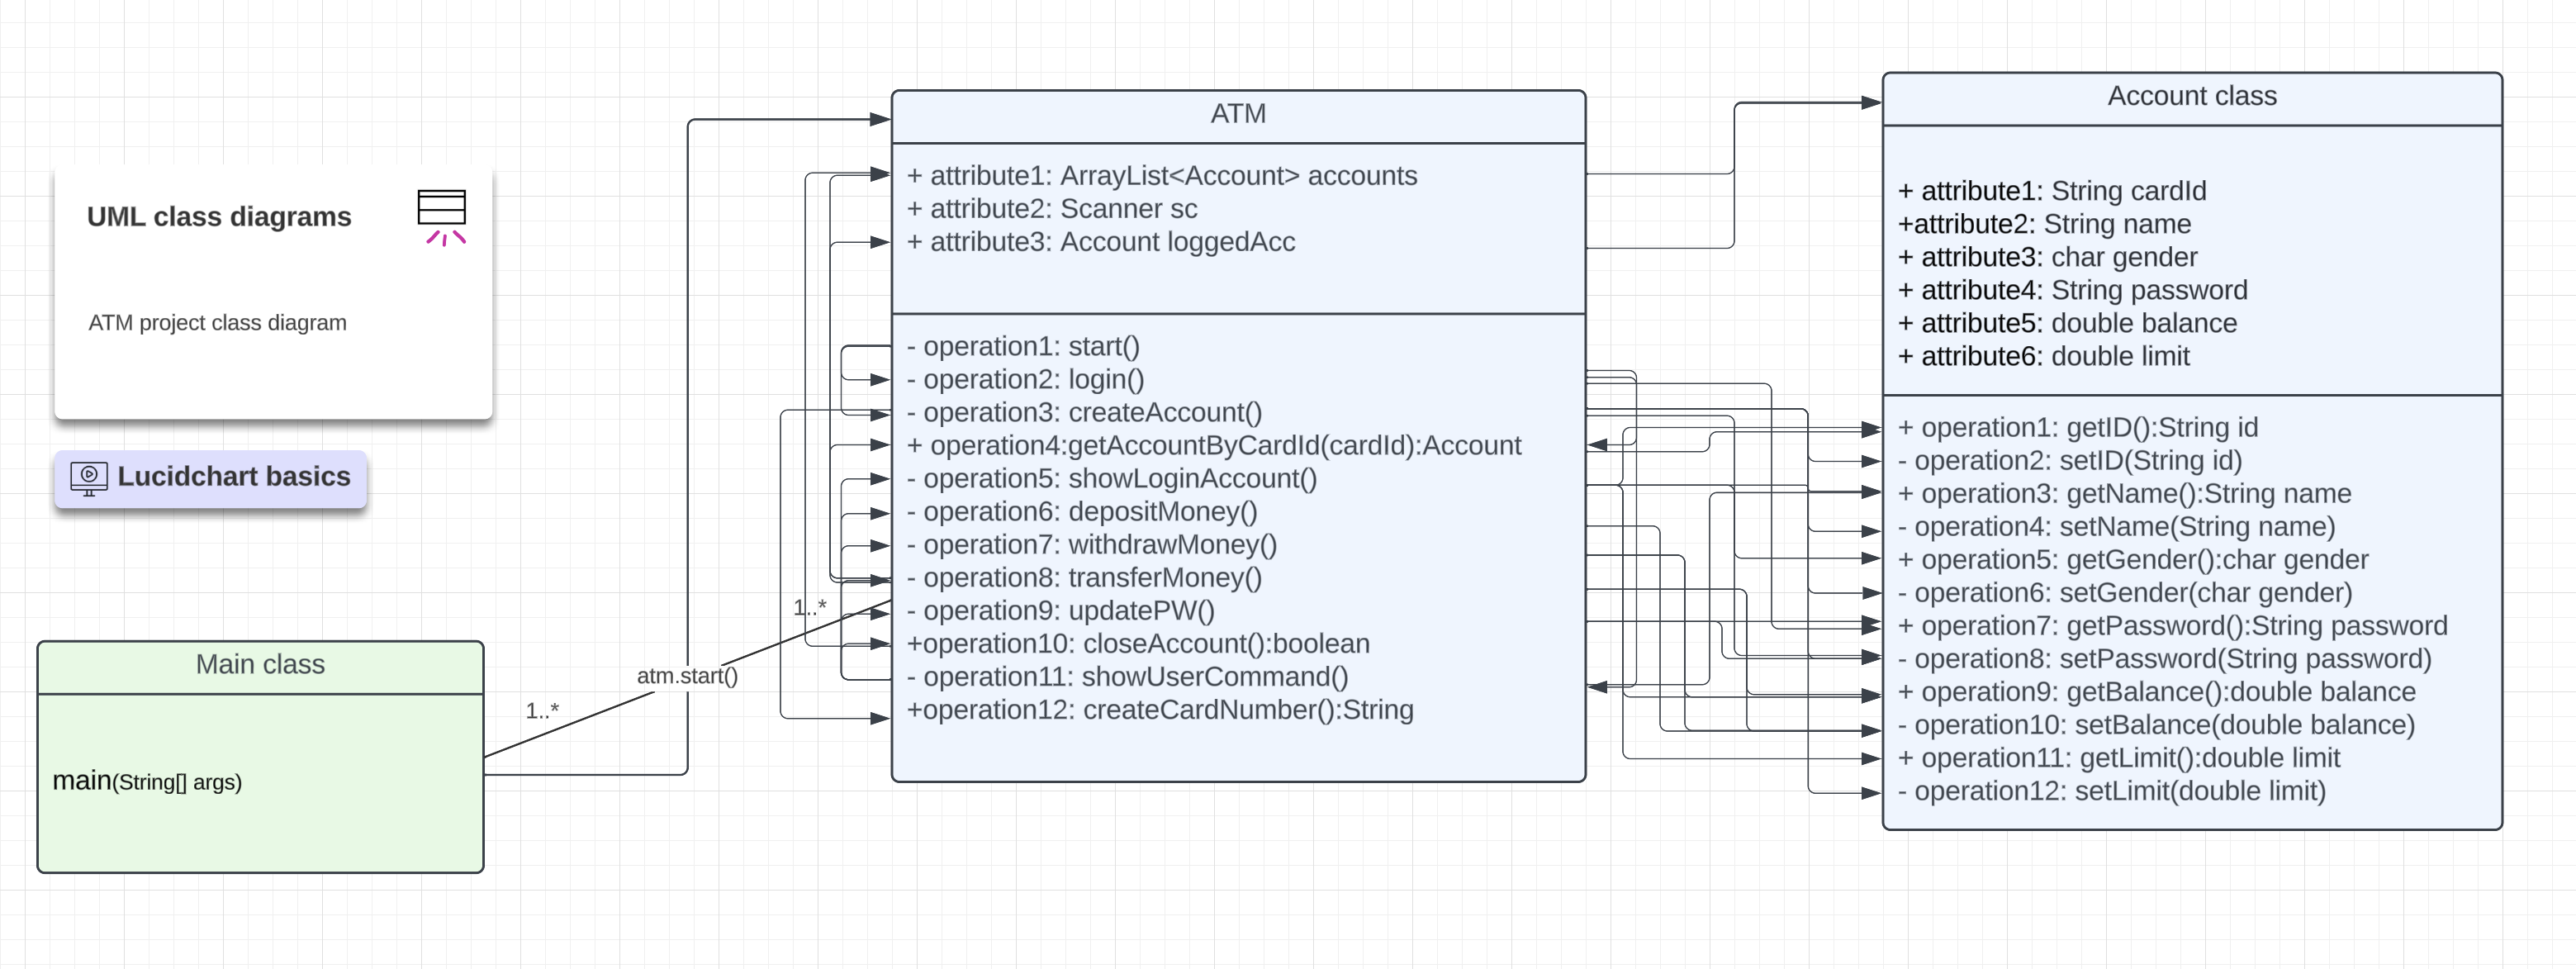 UML class diagrams
ATM project class diagram
Lucidchart basics
Main class
main(String[] args)
1..*
atm.start()
1..*
ATM
+ attribute1: ArrayList<Account> accounts
+ attribute2: Scanner sc
+ attribute3: Account loggedAcc
- operation1: start()
- operation2: login()
- operation3: createAccount()
+ operation4:getAccountByCardId(cardId):Account
- operation5: showLoginAccount()
- operation6: depositMoney()
- operation7: withdrawMoney()
- operation8: transferMoney()
- operation9: updatePW()
+operation10: closeAccount():boolean
- operation11: showUserCommand()
+operation12: createCardNumber():String
Account class
+ attribute1: String cardId
+attribute2: String name
+ attribute3: char gender
+ attribute4: String password
+ attribute5: double balance
+ attribute6: double limit
+ operation1: getID():String id
- operation2: setID(String id)
+ operation3: getName():String name
- operation4: setName(String name)
+ operation5: getGender():char gender
- operation6: setGender(char gender)
+ operation7: getPassword():String password
- operation8: setPassword(String password)
+ operation9: getBalance():double balance
- operation10: setBalance(double balance)
+ operation11: getLimit():double limit
- operation12: setLimit(double limit)